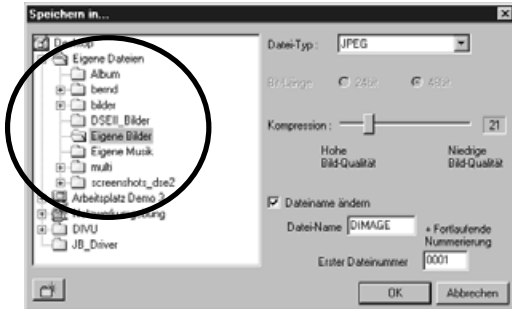 Speichern in...
Desktop
Eigene Dateien
Album
bernd
bilder
DSEII_Bilder
Eigene Bilder
Eigene Musik
multi
screenshots_dse2
Arbeitsplatz Demo 2
Netzwerkumgebung
DIVU
JB_Driver
Datei-Typ : JPEG
Bit-Länge 24bit 48bit
Kompression : 21
Hohe Bild-Qualität
Niedrige Bild-Qualität
Dateiname ändern
Datei-Name DIMAGE + Fortlaufende Nummerierung
Erster Dateinummer 0001
OK Abbrechen